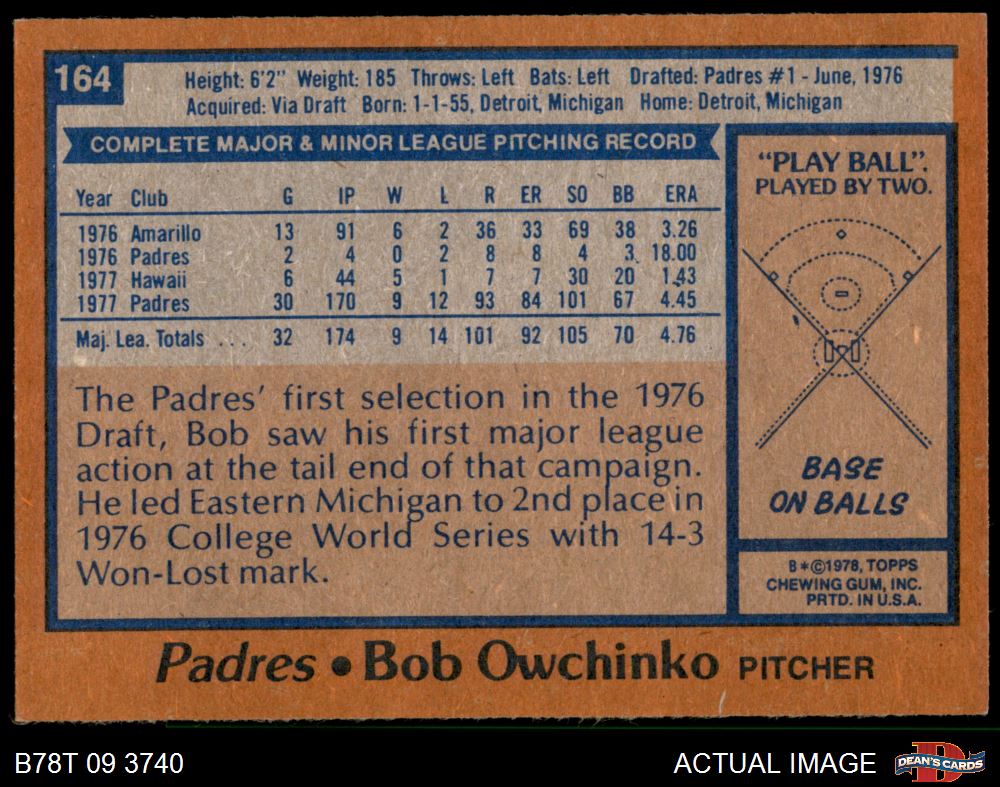 164
Height: 6'2" Weight: 185 Throws: Left Bats: Left Drafted: Padres #1 - June, 1976
Acquired: Via Draft Born: 1-1-55, Detroit, Michigan Home: Detroit, Michigan
COMPLETE MAJOR & MINOR LEAGUE PITCHING RECORD
Year Club G IP W L R ER SO BB ERA
1976 Amarillo 13 91 6 2 36 33 69 38 3.26
1976 Padres 2 4 0 2 8 8 4 3 18.00
1977 Hawaii 6 44 5 1 7 7 30 20 1.43
1977 Padres 30 170 9 12 93 84 101 67 4.45
Maj. Lea. Totals ... 32 174 9 14 101 92 105 70 4.76
The Padres' first selection in the 1976
Draft, Bob saw his first major league
action at the tail end of that campaign.
He led Eastern Michigan to 2nd place in
1976 College World Series with 14-3
Won-Lost mark.
"PLAY BALL".
PLAYED BY TWO.
BASE
ON BALLS
B*©1978, TOPPS
CHEWING GUM, INC.
PRTD. IN U.S.A.
Padres • Bob Owchinko PITCHER
B78T 09 3740
ACTUAL IMAGE
D
DEAN'S CARDS